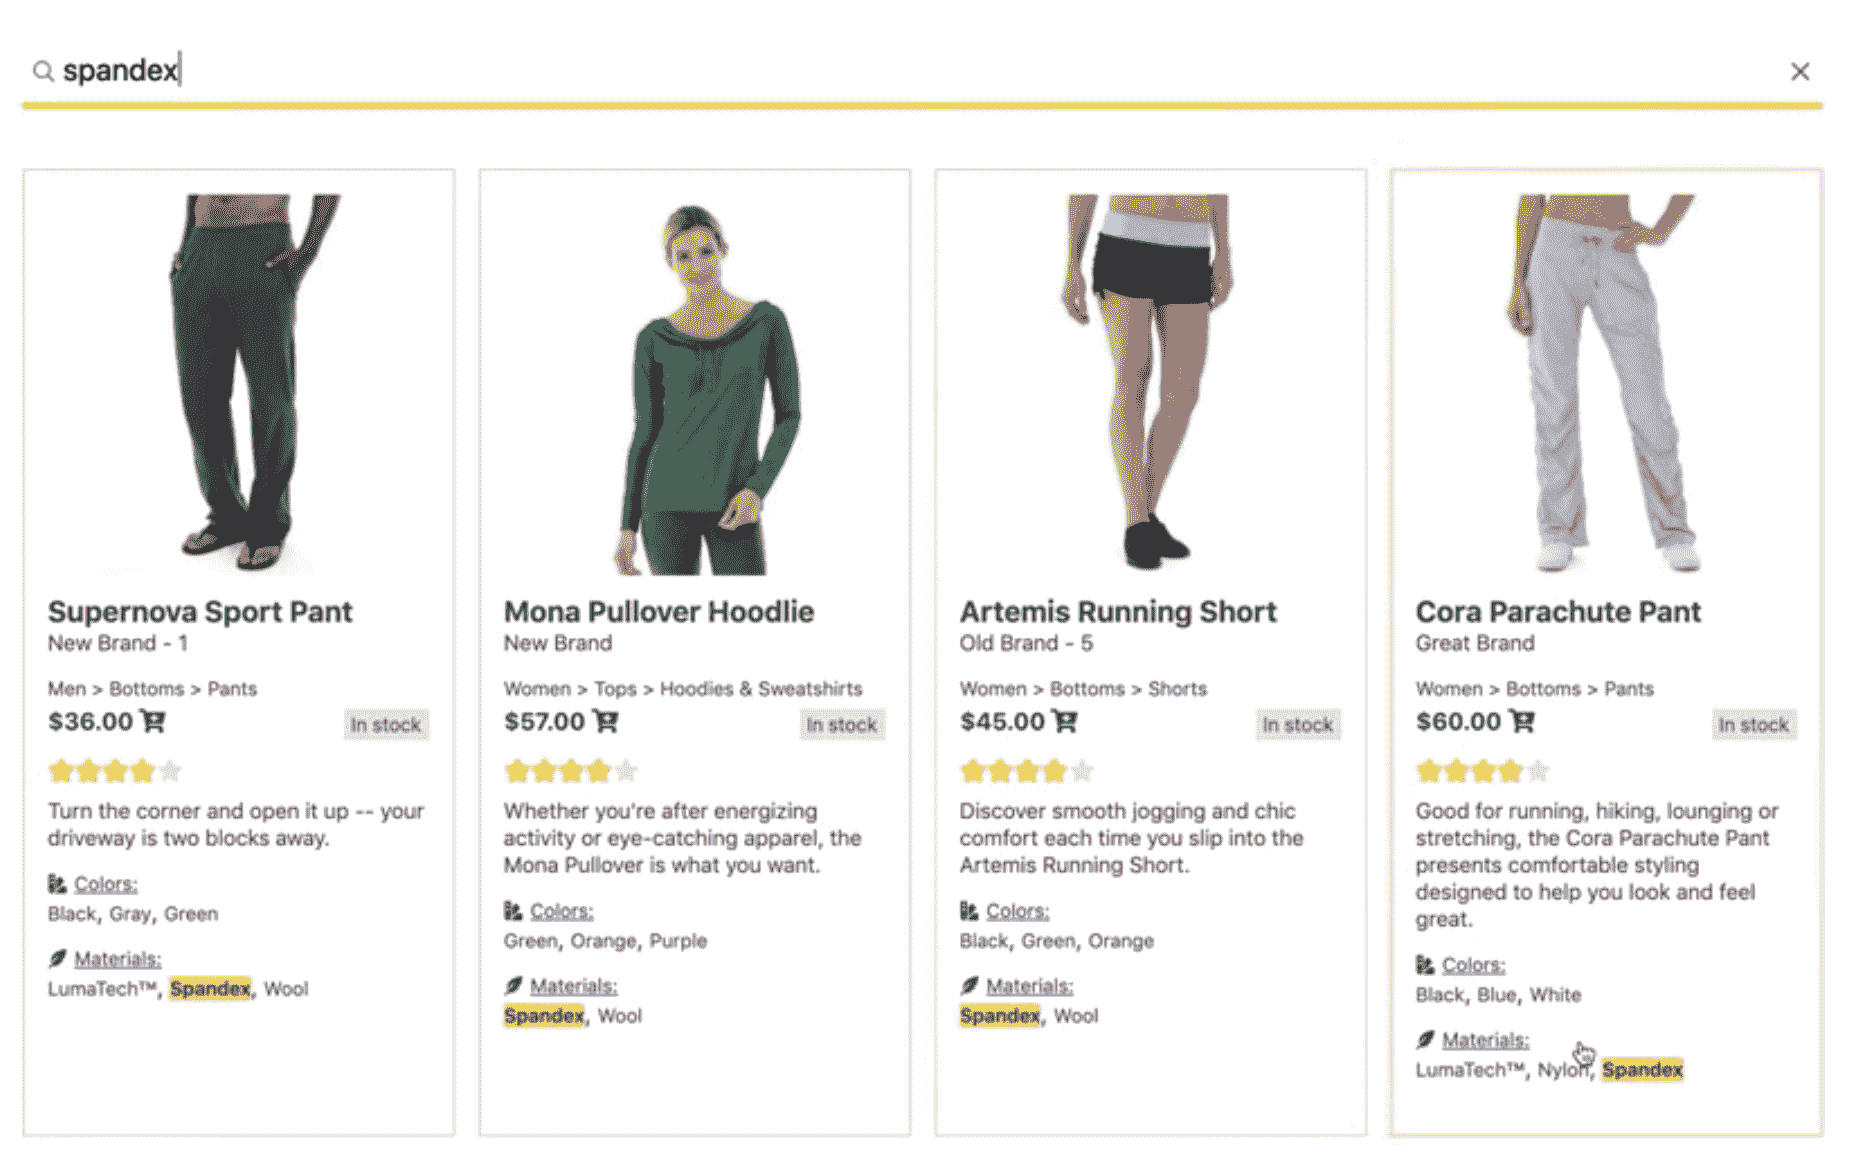 spandex
Supernova Sport Pant
New Brand - 1
Men > Bottoms > Pants
$36.00
In stock
Turn the corner and open it up -- your
driveway is two blocks away.
Colors:
Black, Gray, Green
Materials:
LumaTech™, Spandex, Wool
Mona Pullover Hoodlie
New Brand
Women > Tops > Hoodies & Sweatshirts
$57.00
In stock
Whether you're after energizing
activity or eye-catching apparel, the
Mona Pullover is what you want.
Colors:
Green, Orange, Purple
Materials:
Spandex, Wool
Artemis Running Short
Old Brand - 5
Women > Bottoms > Shorts
$45.00
In stock
Discover smooth jogging and chic
comfort each time you slip into the
Artemis Running Short.
Colors:
Black, Green, Orange
Materials:
Spandex, Wool
Cora Parachute Pant
Great Brand
Women > Bottoms > Pants
$60.00
In stock
Good for running, hiking, lounging or
stretching, the Cora Parachute Pant
presents comfortable styling
designed to help you look and feel
great.
Colors:
Black, Blue, White
Materials:
LumaTech™, Nylon, Spandex